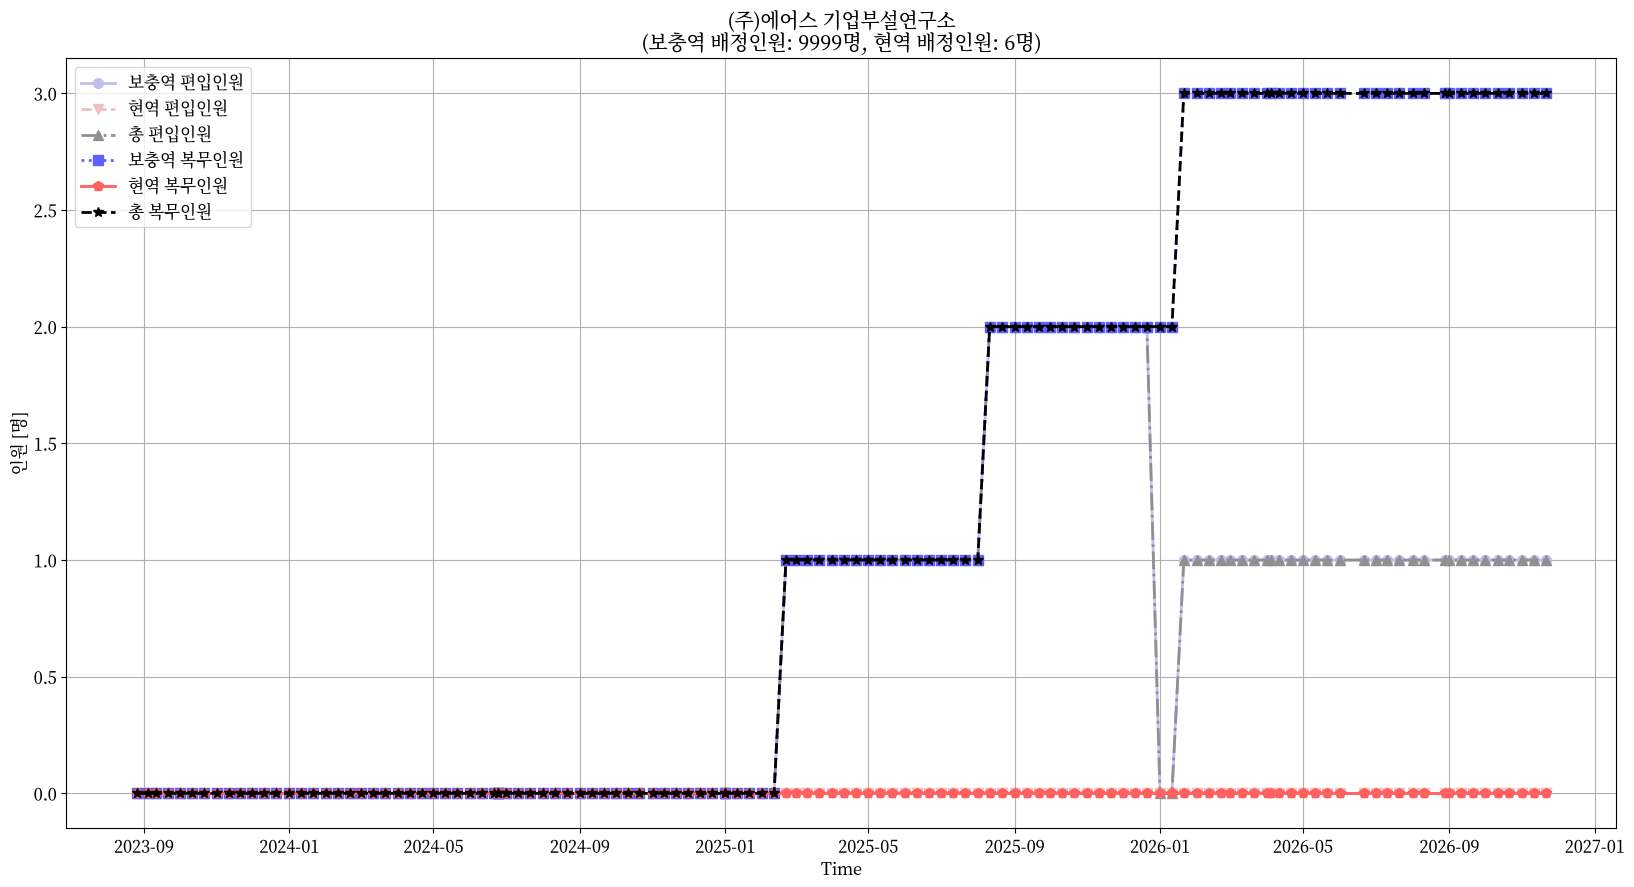 (주)에어스 기업부설연구소
(보충역 배정인원: 9999명, 현역 배정인원: 6명)
보충역 편입인원
현역 편입인원
총 편입인원
보충역 복무인원
현역 복무인원
총 복무인원
인원 [명]
3.0
2.5
2.0
1.5
1.0
0.5
0.0
2023-09 2024-01 2024-05 2024-09 2025-01 2025-05 2025-09 2026-01 2026-05 2026-09 2027-01
Time